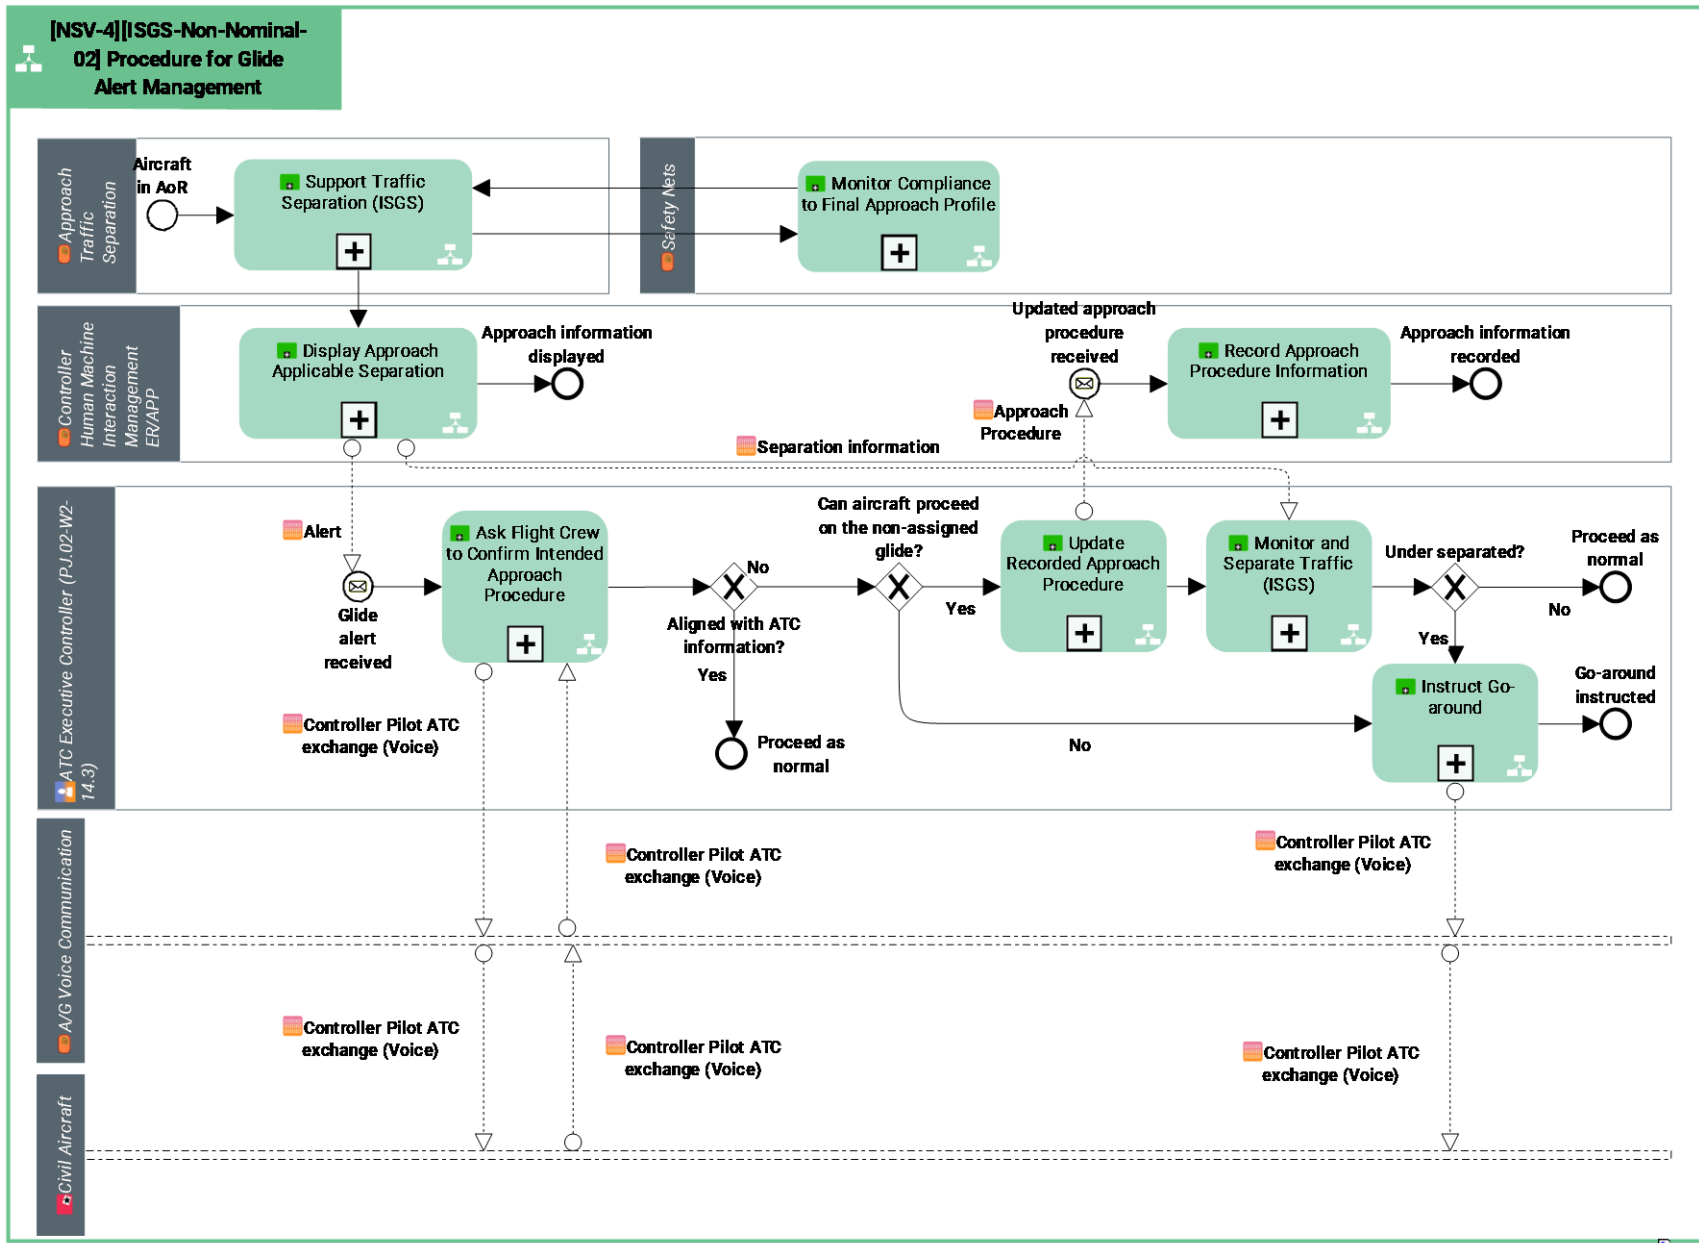 [NSV-4][ISGS-Non-Nominal-
02] Procedure for Glide
Alert Management
Approach
Traffic
Separation
Aircraft
in AoR
Support Traffic
Separation (ISGS)
Safety Nets
Monitor Compliance
to Final Approach Profile
Controller
Human Machine
Interaction
Management
ER/APP
Display Approach
Applicable Separation
Approach information
displayed
Updated approach
procedure
received
Record Approach
Procedure Information
Approach information
recorded
Approach
Procedure
Separation information
ATC Executive Controller (PJ.02-W2-
14.3)
Alert
Glide
alert
received
Ask Flight Crew
to Confirm Intended
Approach
Procedure
No
Aligned with ATC
information?
Yes
Proceed as
normal
Can aircraft proceed
on the non-assigned
glide?
Yes
No
Update
Recorded Approach
Procedure
Monitor and
Separate Traffic
(ISGS)
Under separated?
Proceed as
normal
No
Yes
Instruct Go-
around
Go-around
instructed
Controller Pilot ATC
exchange (Voice)
A/G Voice Communication
Controller Pilot ATC
exchange (Voice)
Controller Pilot ATC
exchange (Voice)
Controller Pilot ATC
exchange (Voice)
Controller Pilot ATC
exchange (Voice)
Controller Pilot ATC
exchange (Voice)
Civil Aircraft